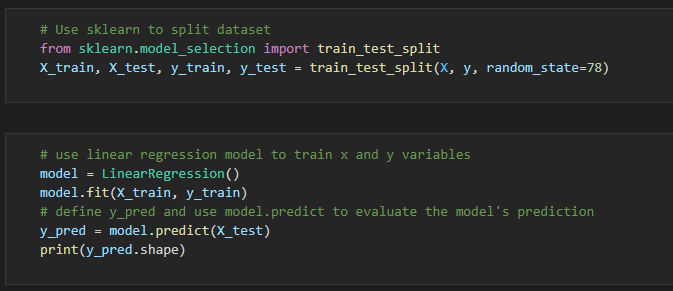 # Use sklearn to split dataset
from sklearn.model_selection import train_test_split
X_train, X_test, y_train, y_test = train_test_split(X, y, random_state=78)
# use linear regression model to train x and y variables
model = LinearRegression()
model.fit(X_train, y_train)
# define y_pred and use model.predict to evaluate the model's prediction
y_pred = model.predict(X_test)
print(y_pred.shape)